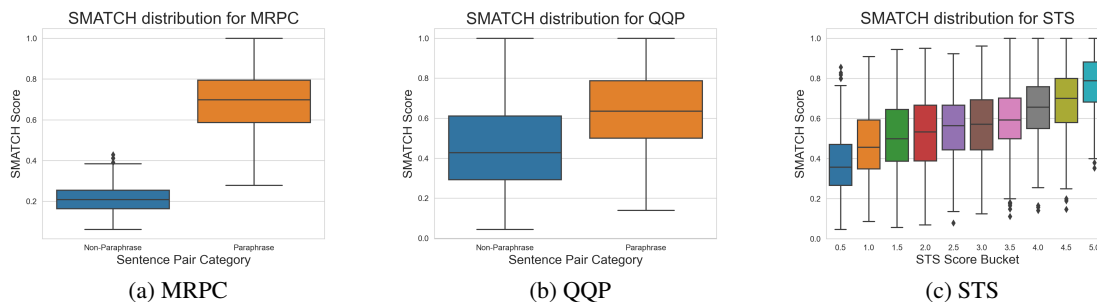 SMATCH distribution for MRPC
SMATCH Score
1.0
0.8
0.6
0.4
0.2
Non-Paraphrase Paraphrase
Sentence Pair Category
(a) MRPC
SMATCH distribution for QQP
SMATCH Score
1.0
0.8
0.6
0.4
0.2
0.0
Non-Paraphrase Paraphrase
Sentence Pair Category
(b) QQP
SMATCH distribution for STS
SMATCH Score
1.0
0.8
0.6
0.4
0.2
0.0
0.5 1.0 1.5 2.0 2.5 3.0 3.5 4.0 4.5 5.0
STS Score Bucket
(c) STS